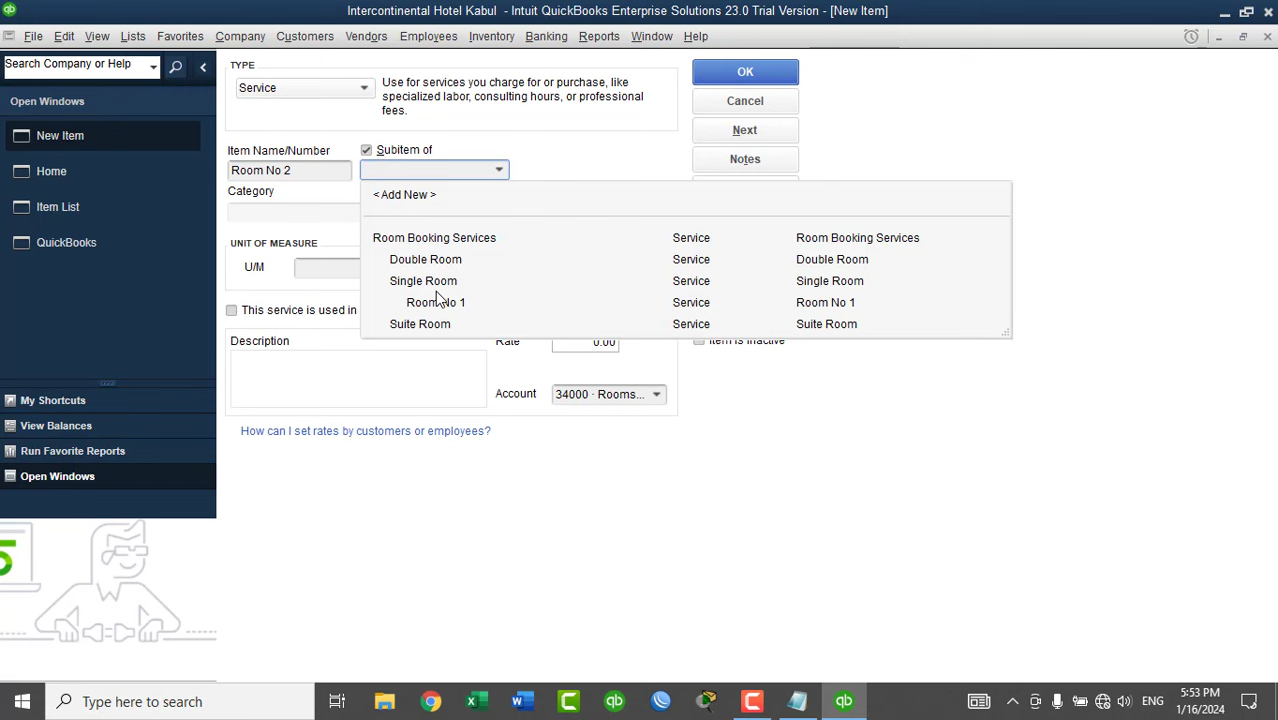 Intercontinental Hotel Kabul - Intuit QuickBooks Enterprise Solutions 23.0 Trial Version - [New Item]
File Edit View Lists Favorites Company Customers Vendors Employees Inventory Banking Reports Window Help
Search Company or Help
Open Windows
New Item
Home
Item List
QuickBooks
My Shortcuts
View Balances
Run Favorite Reports
Open Windows
TYPE
Service
Use for services you charge for or purchase, like
specialized labor, consulting hours, or professional
fees.
OK
Cancel
Next
Notes
Item Name/Number
Subitem of
Room No 2
Category
< Add New >
Room Booking Services Service Room Booking Services
Double Room Service Double Room
Single Room Service Single Room
Room No 1 Service Room No 1
Suite Room Service Suite Room
UNIT OF MEASURE
U/M
This service is used in
Description
Rate
0.00
Item is inactive
Account
34000 · Rooms...
How can I set rates by customers or employees?
Type here to search
ENG
5:53 PM
1/16/2024